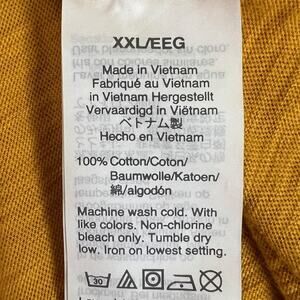 XXL/EEG
Made in Vietnam
Fabriqué au Vietnam
in Vietnam Hergestellt
Vervaardigd in Viëtnam
ベトナム製
Hecho en Vietnam
100% Cotton/Coton/
Baumwolle/Katoen/
綿/algodón
Machine wash cold. With
like colors. Non-chlorine
bleach only. Tumble dry
low. Iron on lowest setting.
30